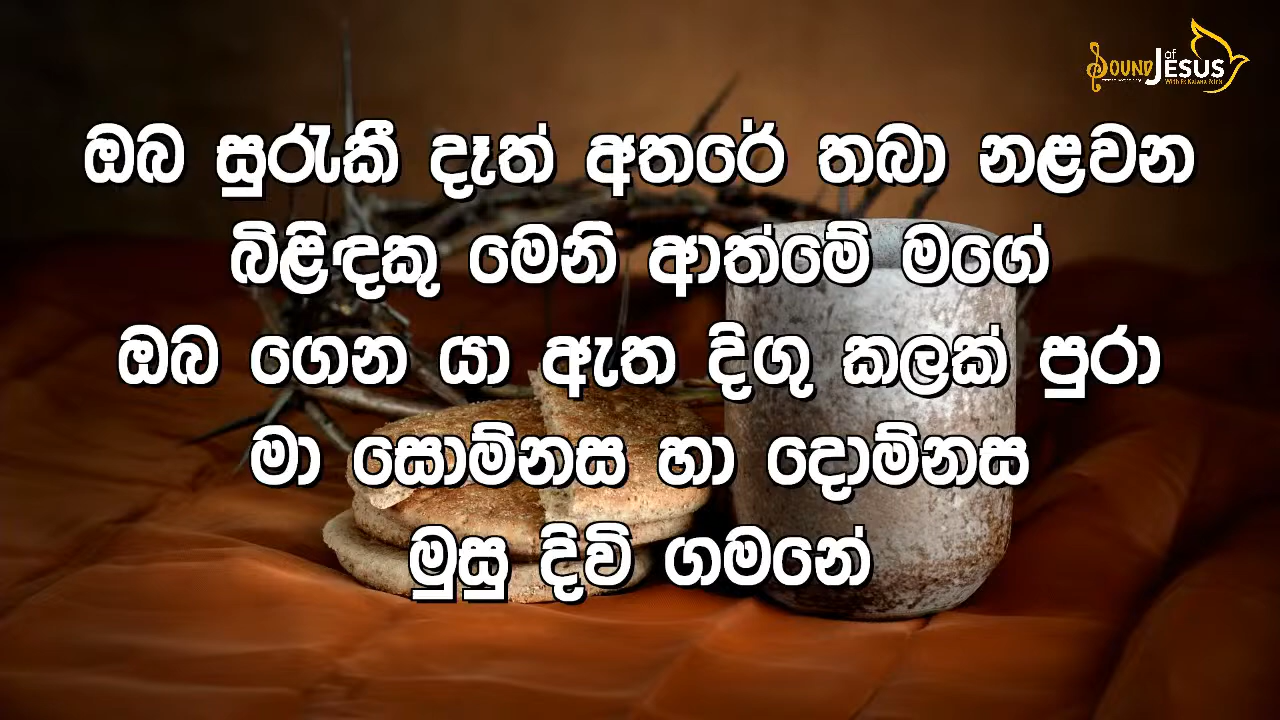 SOUND of JESUS
ඔබ සුරැකී දෑත් අතරේ තබා නළවන
බිළිඳකු මෙනි ආත්මේ මගේ
ඔබ ගෙන යා ඇත දිගු කලක් පුරා
මා සොම්නස හා දොම්නස
මුසු දිවි ගමනේ